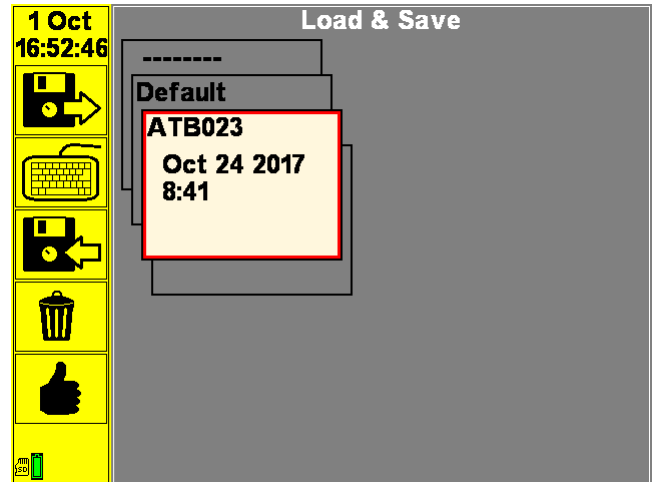 1 Oct
16:52:46
Load & Save
--------
Default
ATB023
Oct 24 2017
8:41
SD